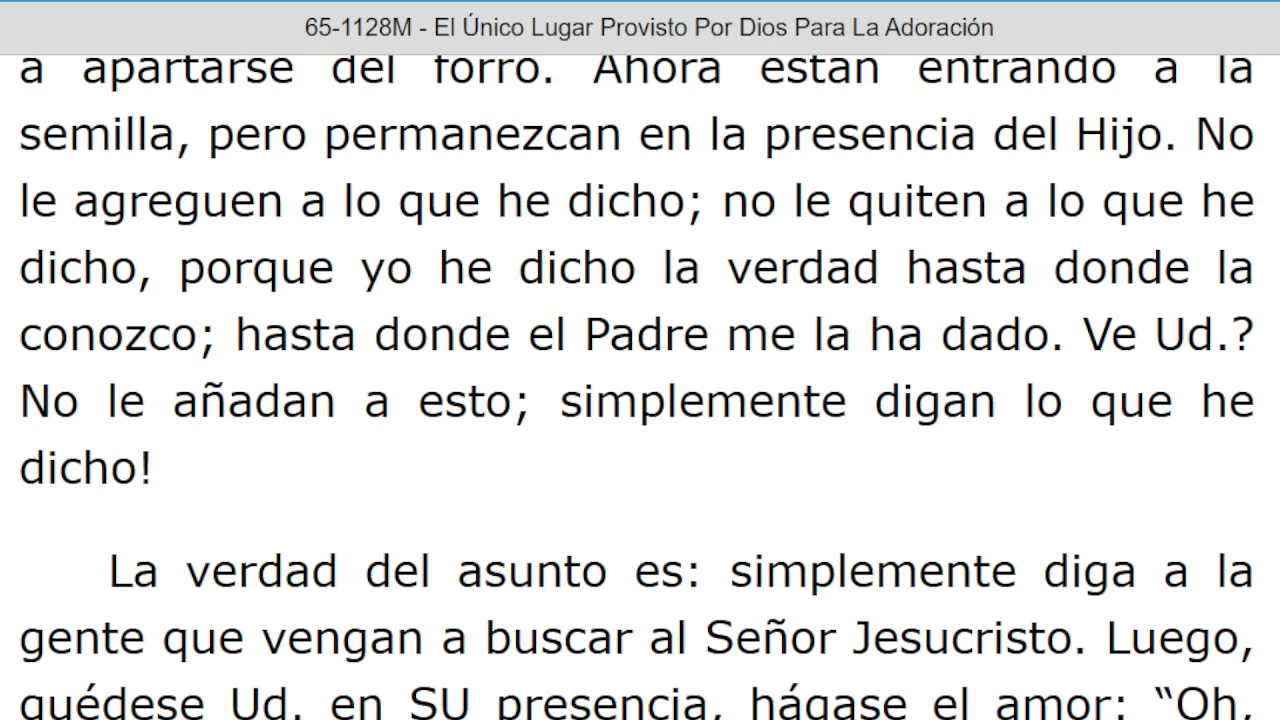 65-1128M - El Único Lugar Provisto Por Dios Para La Adoración
a apartarse del forro. Ahora están entrando a la
semilla, pero permanezcan en la presencia del Hijo. No
le agreguen a lo que he dicho; no le quiten a lo que he
dicho, porque yo he dicho la verdad hasta donde la
conozco; hasta donde el Padre me la ha dado. Ve Ud.?
No le añadan a esto; simplemente digan lo que he
dicho!
La verdad del asunto es: simplemente diga a la
gente que vengan a buscar al Señor Jesucristo. Luego,
quédese Ud. en SU presencia, hágase el amor: “Oh,